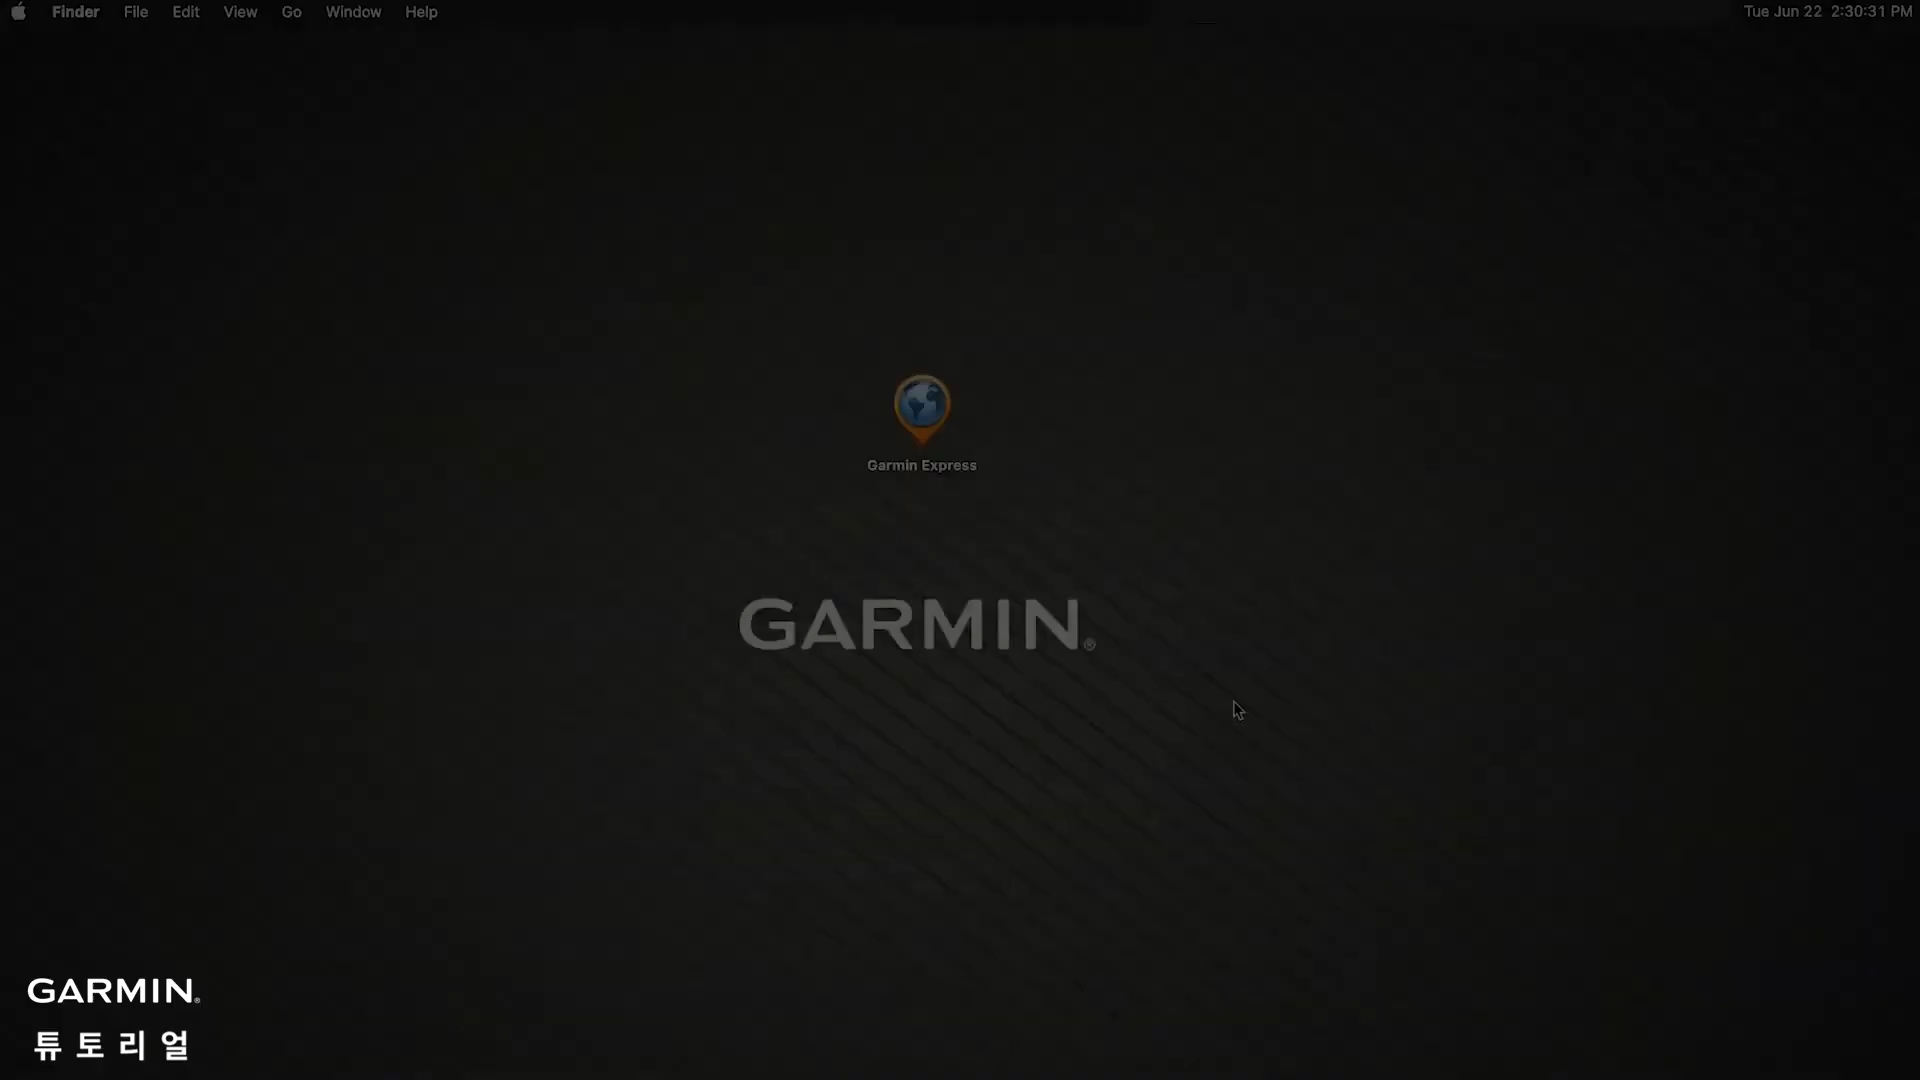 Finder File Edit View Go Window Help Tue Jun 22 2:30:31 PM
Garmin Express
GARMIN®
GARMIN®
튜토리얼